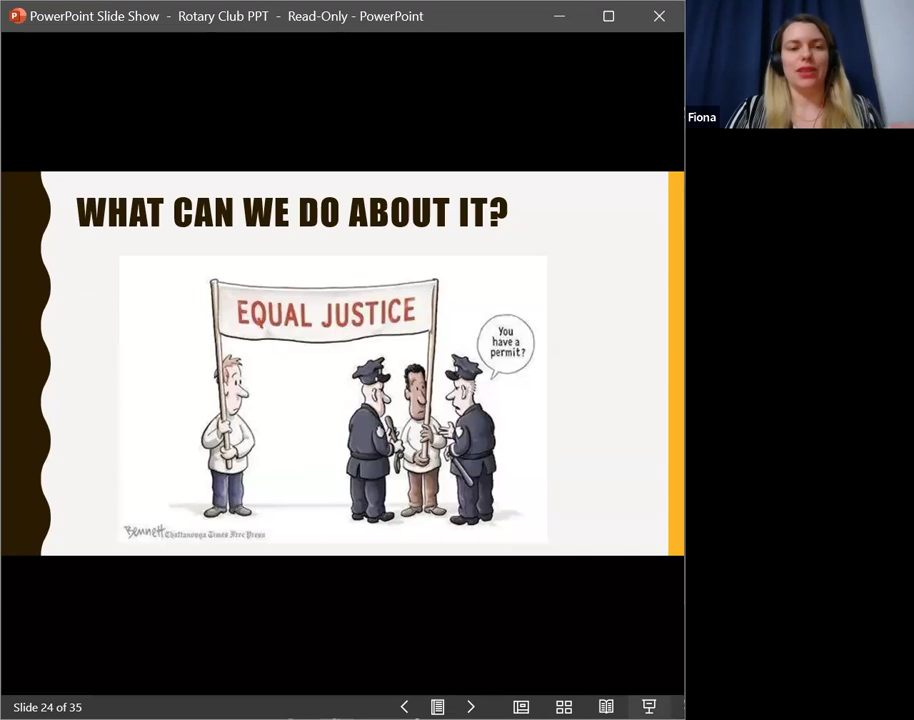 PowerPoint Slide Show - Rotary Club PPT - Read-Only - PowerPoint
Fiona
WHAT CAN WE DO ABOUT IT?
EQUAL JUSTICE
You
have a
permit?
Bennett Chattanooga Times Free Press
Slide 24 of 35